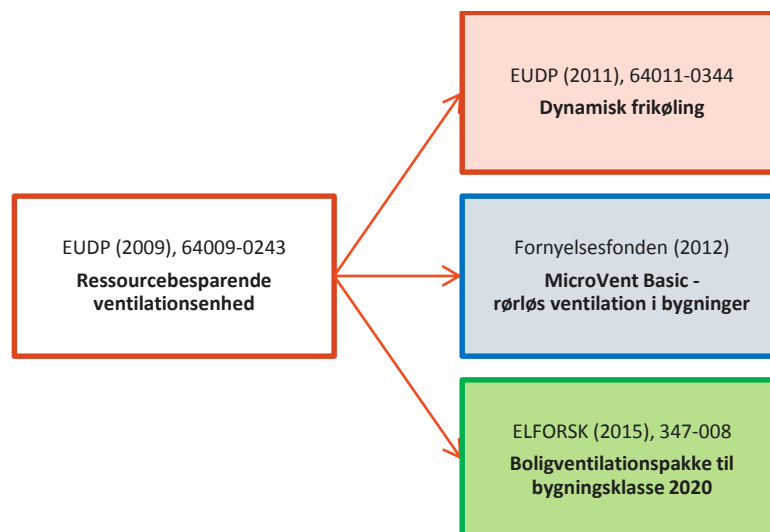 EUDP (2011), 64011-0344
Dynamisk frikøling
EUDP (2009), 64009-0243
Ressourcebesparende
ventilationsenhed
Fornyelsesfonden (2012)
MicroVent Basic -
rørløs ventilation i bygninger
ELFORSK (2015), 347-008
Boligventilationspakke til
bygningsklasse 2020